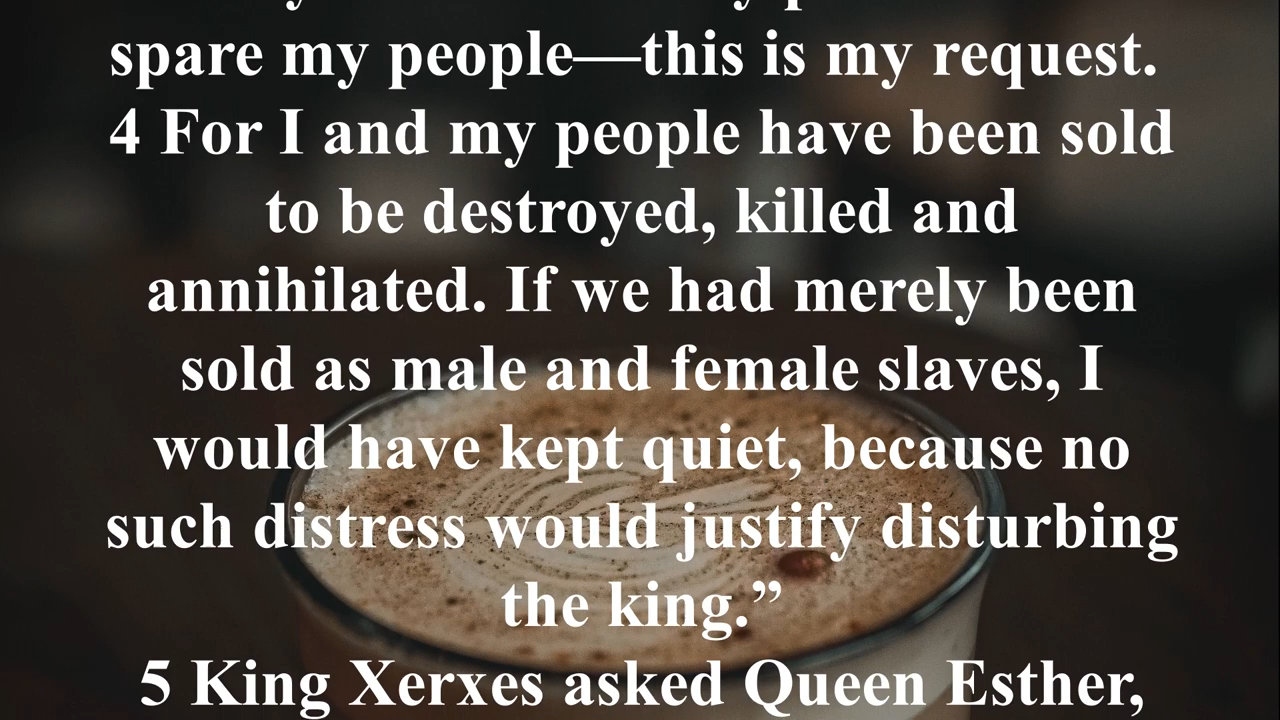 spare my people—this is my request.
4 For I and my people have been sold
to be destroyed, killed and
annihilated. If we had merely been
sold as male and female slaves, I
would have kept quiet, because no
such distress would justify disturbing
the king.”
5 King Xerxes asked Queen Esther,